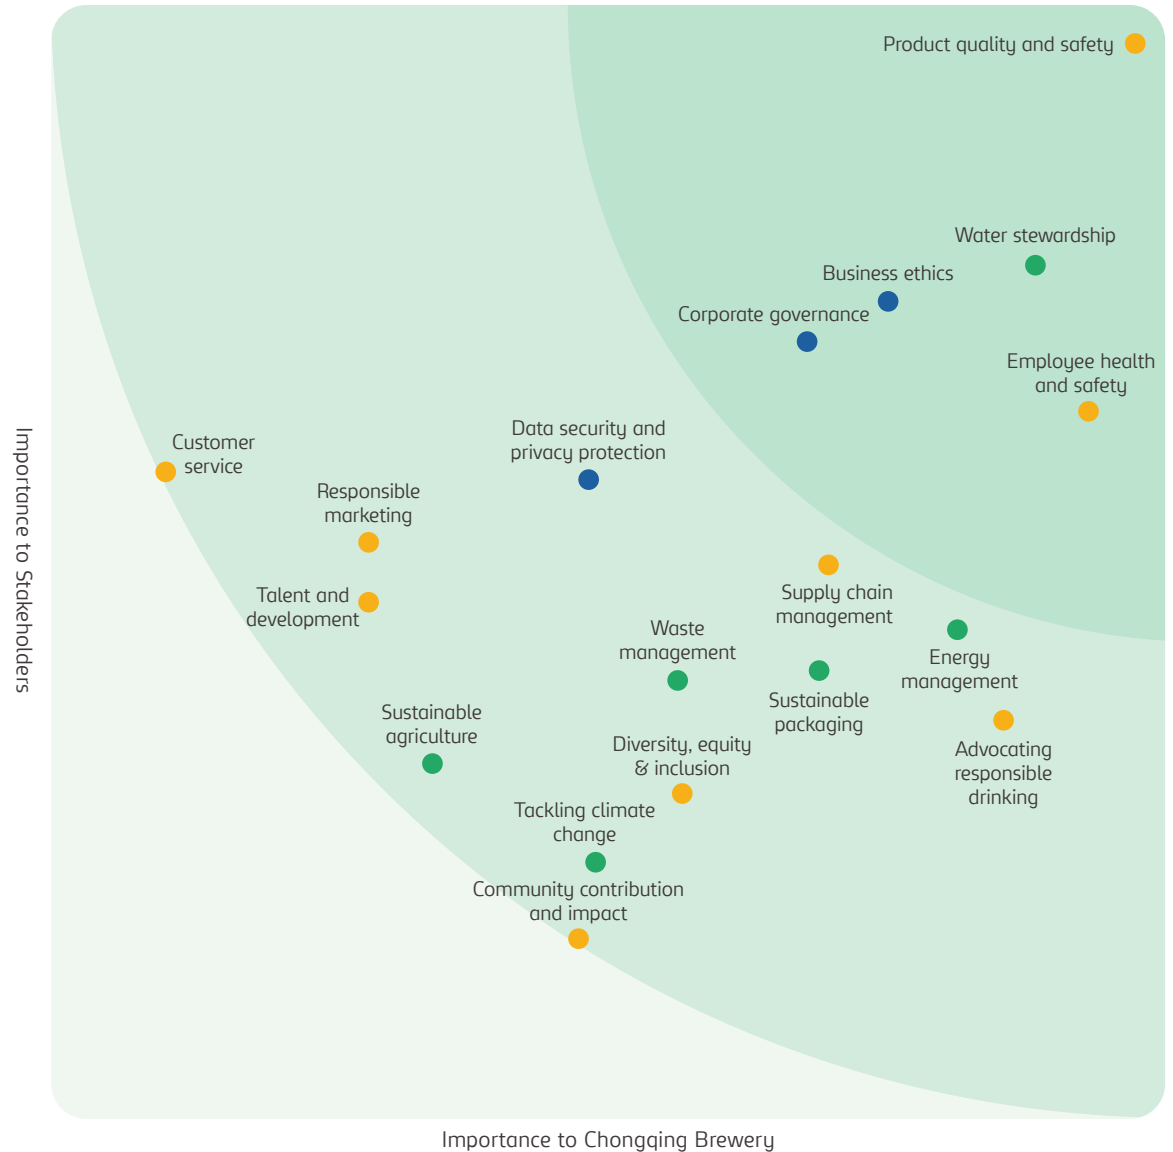 Product quality and safety
Water stewardship
Business ethics
Corporate governance
Employee health
and safety
Data security and
privacy protection
Customer
service
Responsible
marketing
Talent and
development
Supply chain
management
Waste
management
Energy
management
Sustainable
packaging
Sustainable
agriculture
Diversity, equity
& inclusion
Advocating
responsible
drinking
Tackling climate
change
Community contribution
and impact
Importance to Stakeholders
Importance to Chongqing Brewery